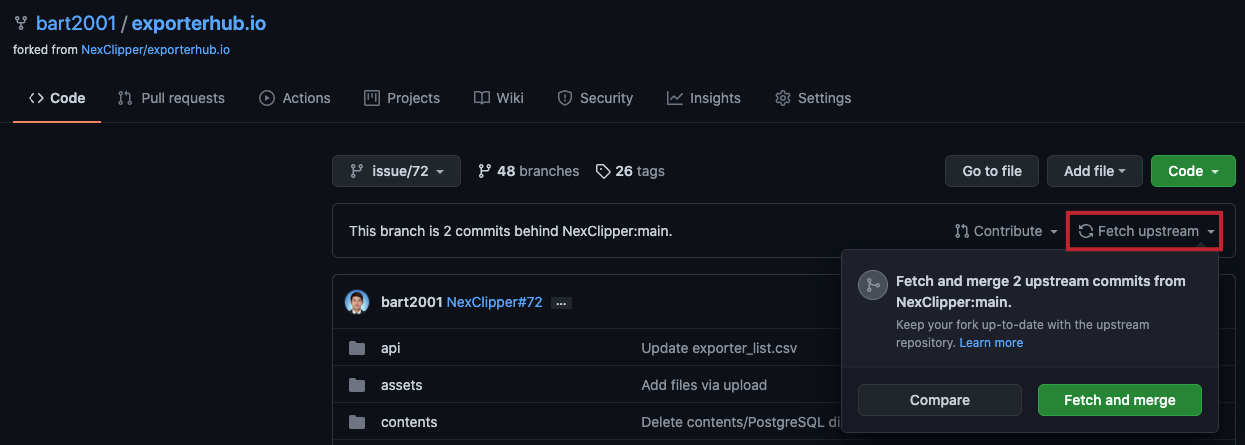 bart2001 / exporterhub.io
forked from NexClipper/exporterhub.io
Code Pull requests Actions Projects Wiki Security Insights Settings
issue/72 48 branches 26 tags Go to file Add file Code
This branch is 2 commits behind NexClipper:main. Contribute Fetch upstream
Fetch and merge 2 upstream commits from
NexClipper:main.
Keep your fork up-to-date with the upstream
repository. Learn more
Compare Fetch and merge
bart2001 NexClipper#72 ...
api Update exporter_list.csv
assets Add files via upload
contents Delete contents/PostgreSQL di